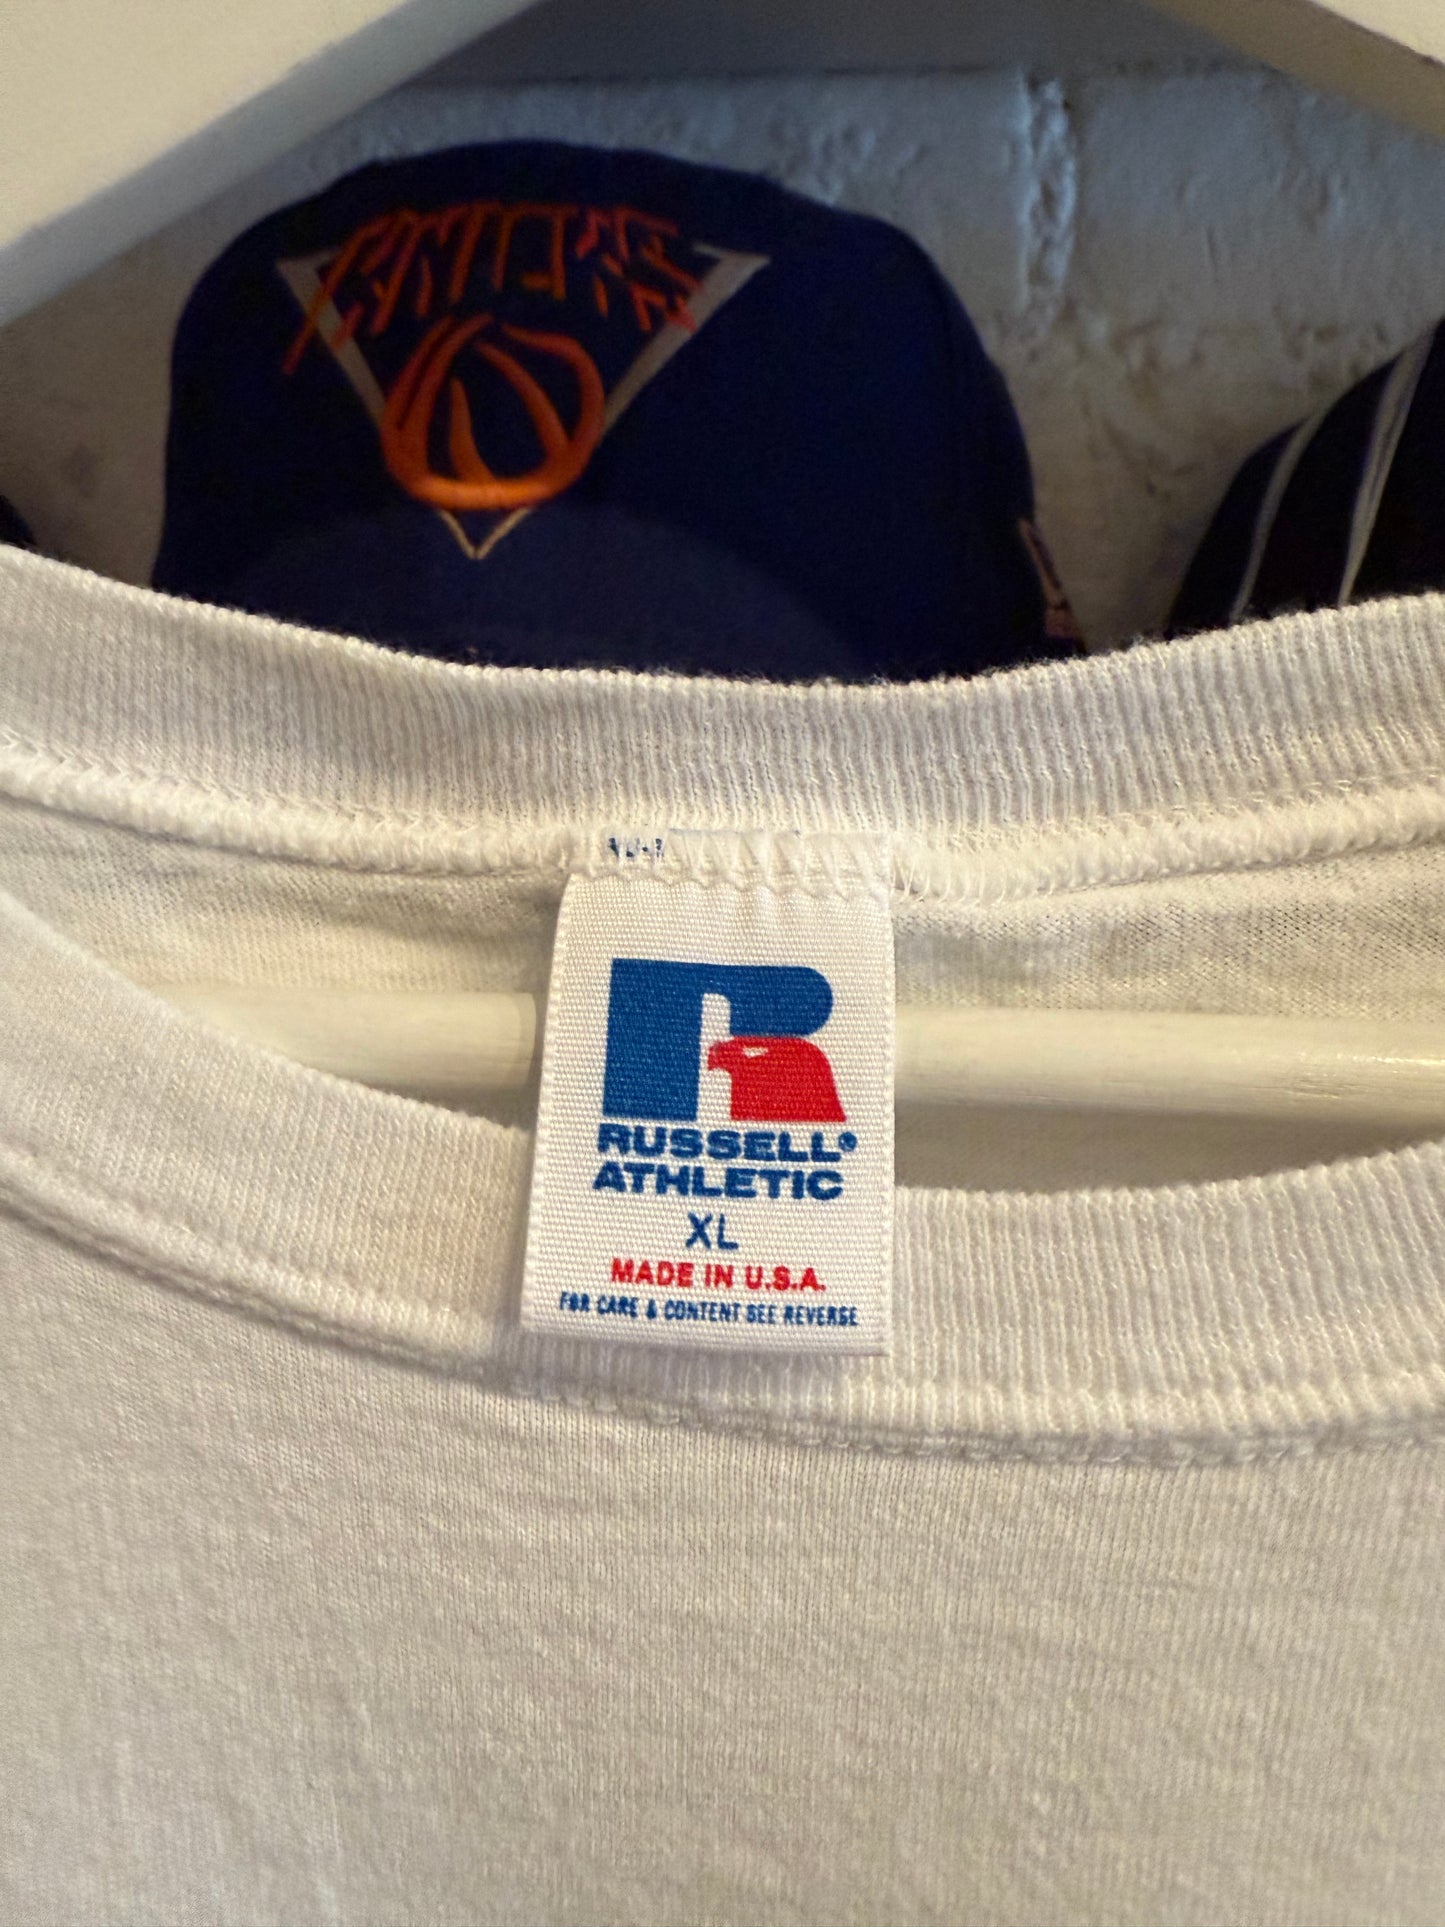 RUSSELL®
ATHLETIC
XL
MADE IN U.S.A.
FOR CARE & CONTENT SEE REVERSE